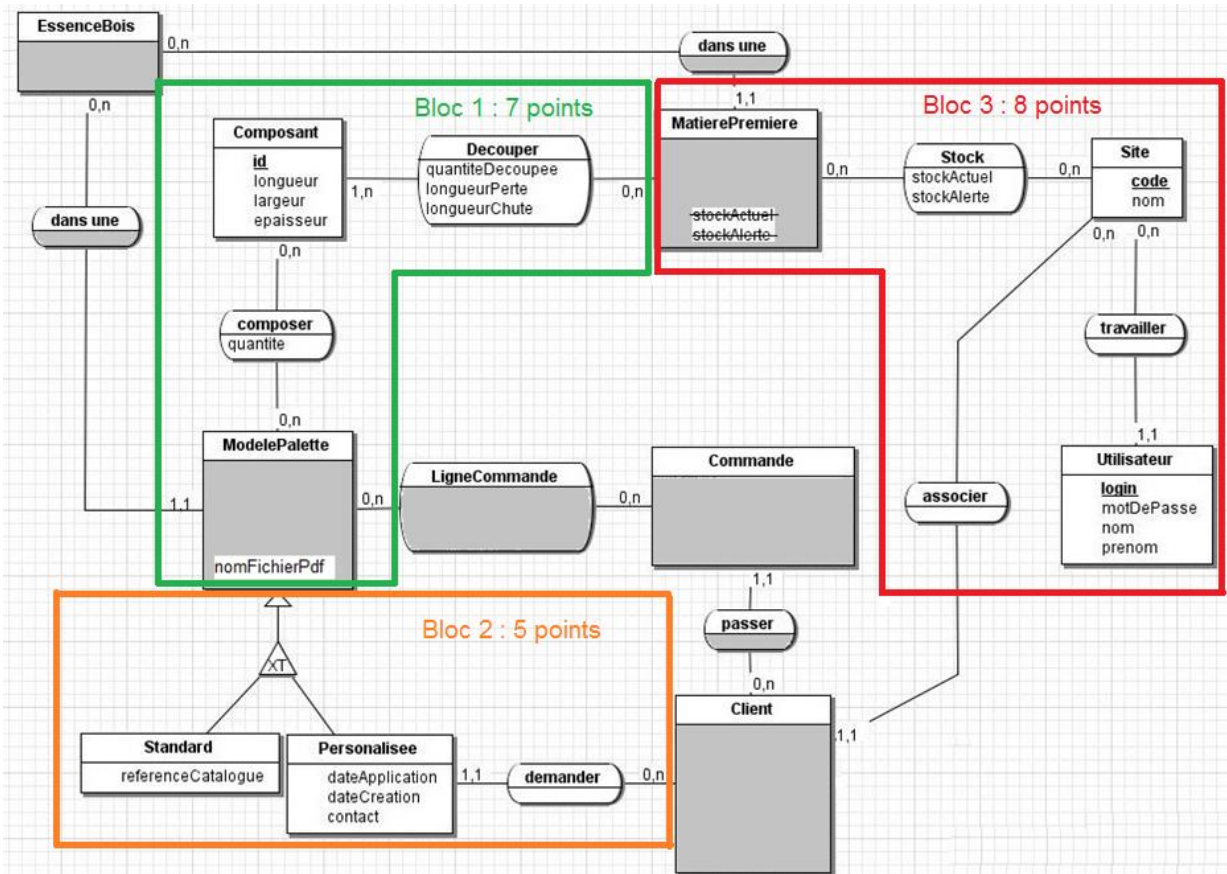 EssenceBois
0,n
dans une
0,n
1,1
Bloc 1 : 7 points
Bloc 3 : 8 points
Composant
id
longueur
largeur
epaisseur
1,n
Decouper
quantiteDecoupee
longueurPerte
longueurChute
0,n
MatierePremiere
stockActuel
stockAlerte
0,n
Stock
stockActuel
stockAlerte
0,n
Site
code
nom
dans une
0,n
0,n
0,n
composer
quantite
travailler
0,n
1,1
ModelePalette
nomFichierPdf
1,1
0,n
LigneCommande
0,n
Commande
associer
Utilisateur
login
motDePasse
nom
prenom
1,1
Bloc 2 : 5 points
passer
XT
0,n
Client
1,1
Standard
referenceCatalogue
Personalisee
dateApplication
dateCreation
contact
1,1
demander
0,n